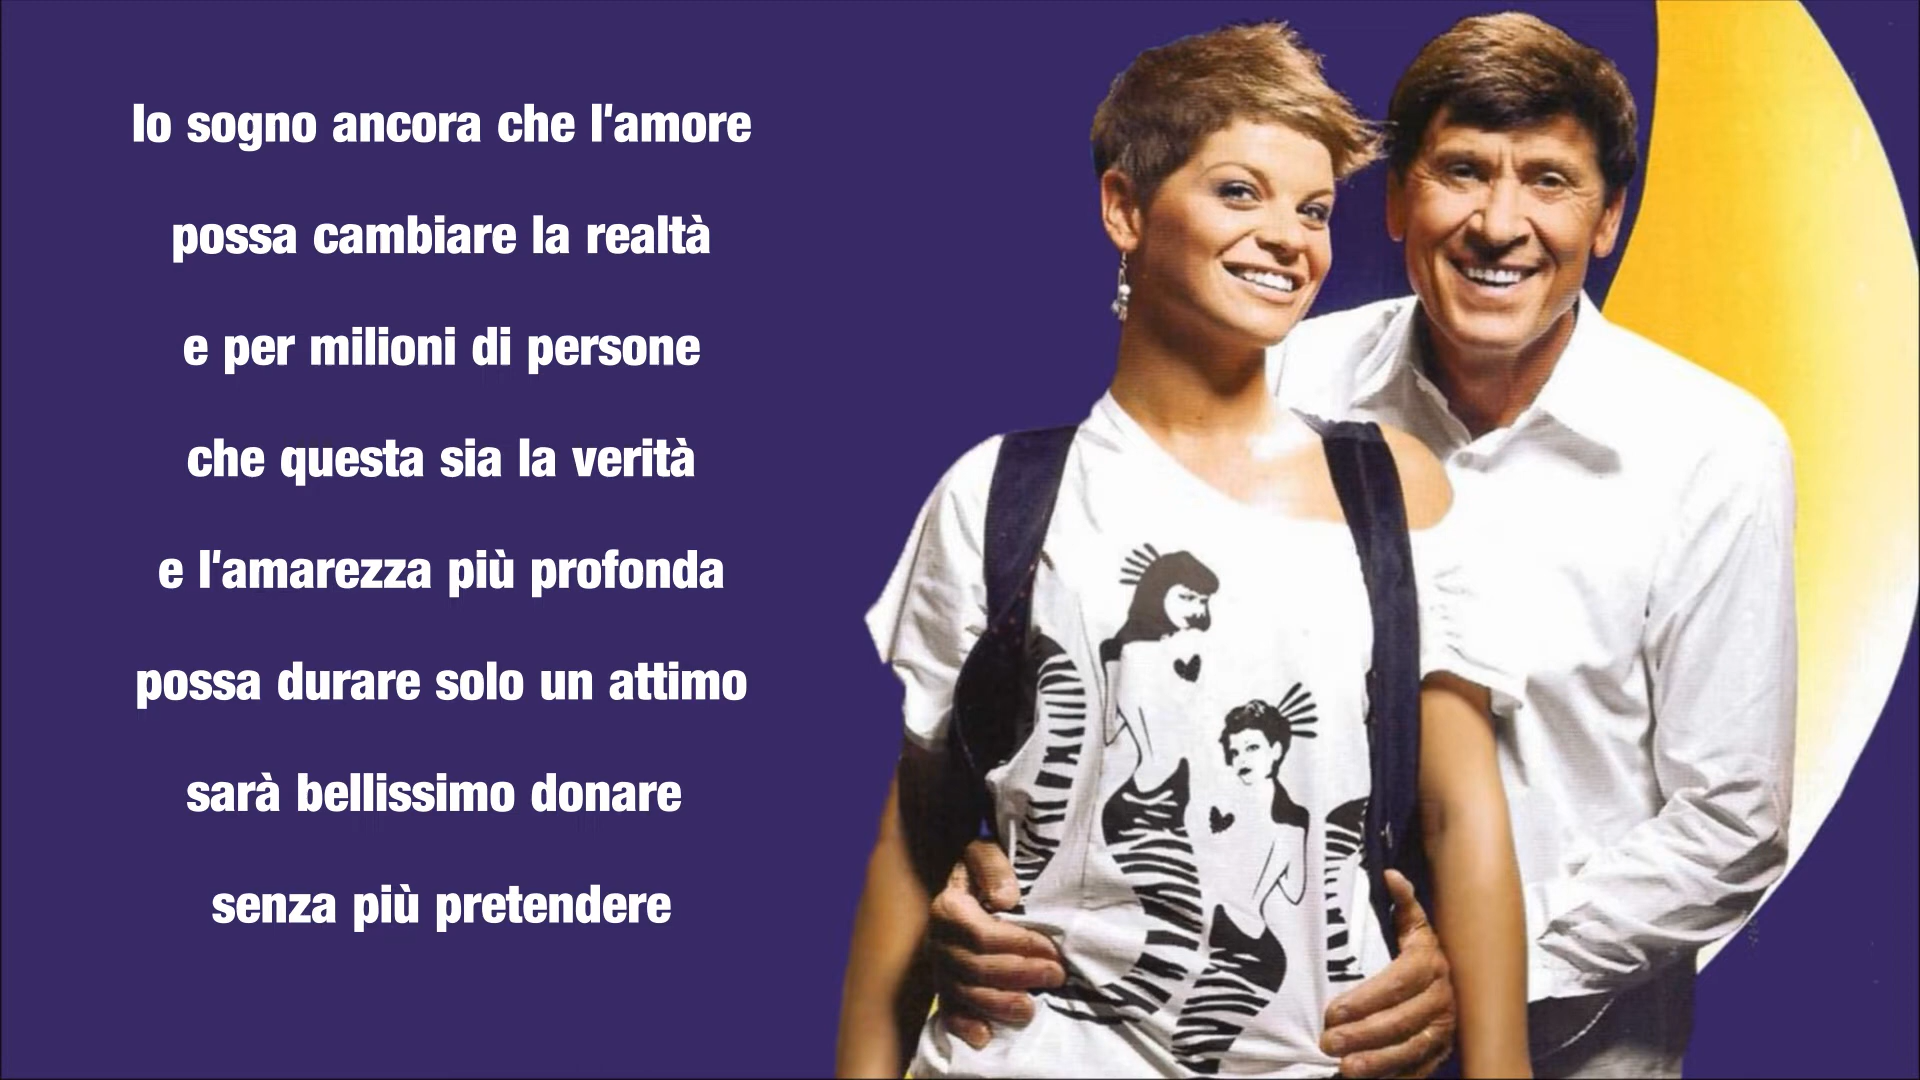 Io sogno ancora che l'amore
possa cambiare la realtà
e per milioni di persone
che questa sia la verità
e l'amarezza più profonda
possa durare solo un attimo
sarà bellissimo donare
senza più pretendere